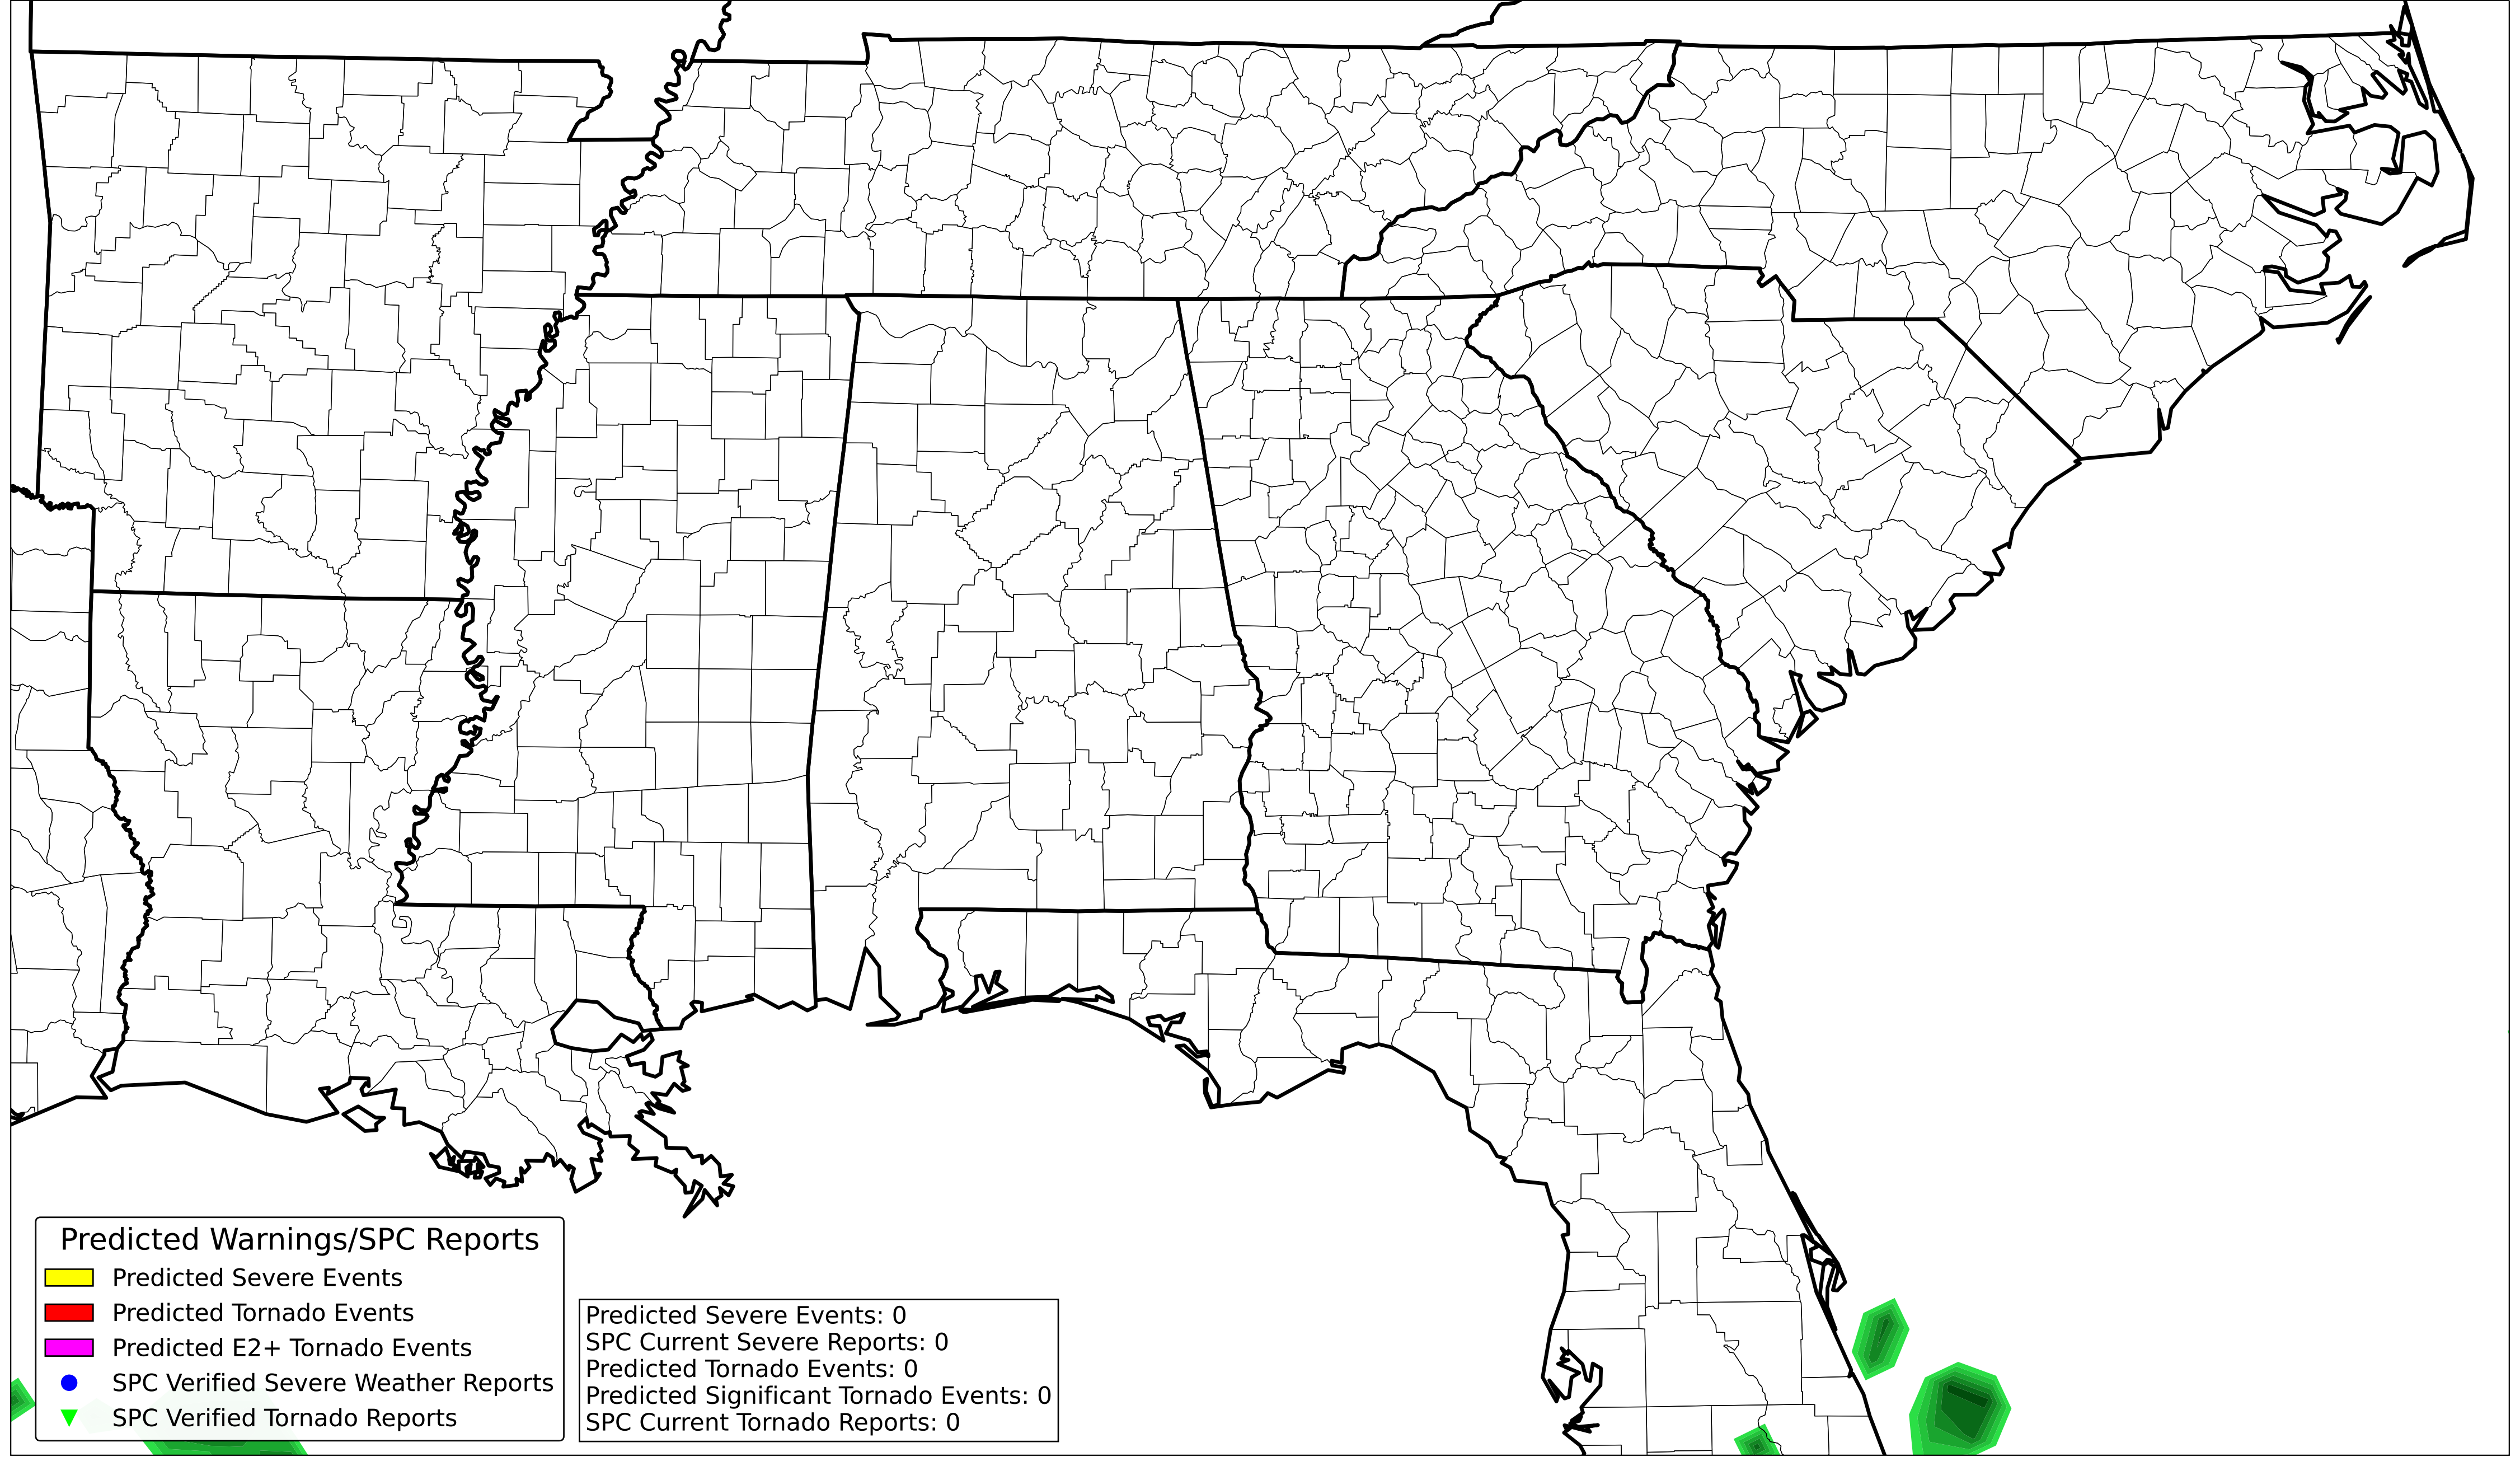 Predicted Warnings/SPC Reports
Predicted Severe Events
Predicted Tornado Events
Predicted E2+ Tornado Events
SPC Verified Severe Weather Reports
SPC Verified Tornado Reports
Predicted Severe Events: 0
SPC Current Severe Reports: 0
Predicted Tornado Events: 0
Predicted Significant Tornado Events: 0
SPC Current Tornado Reports: 0